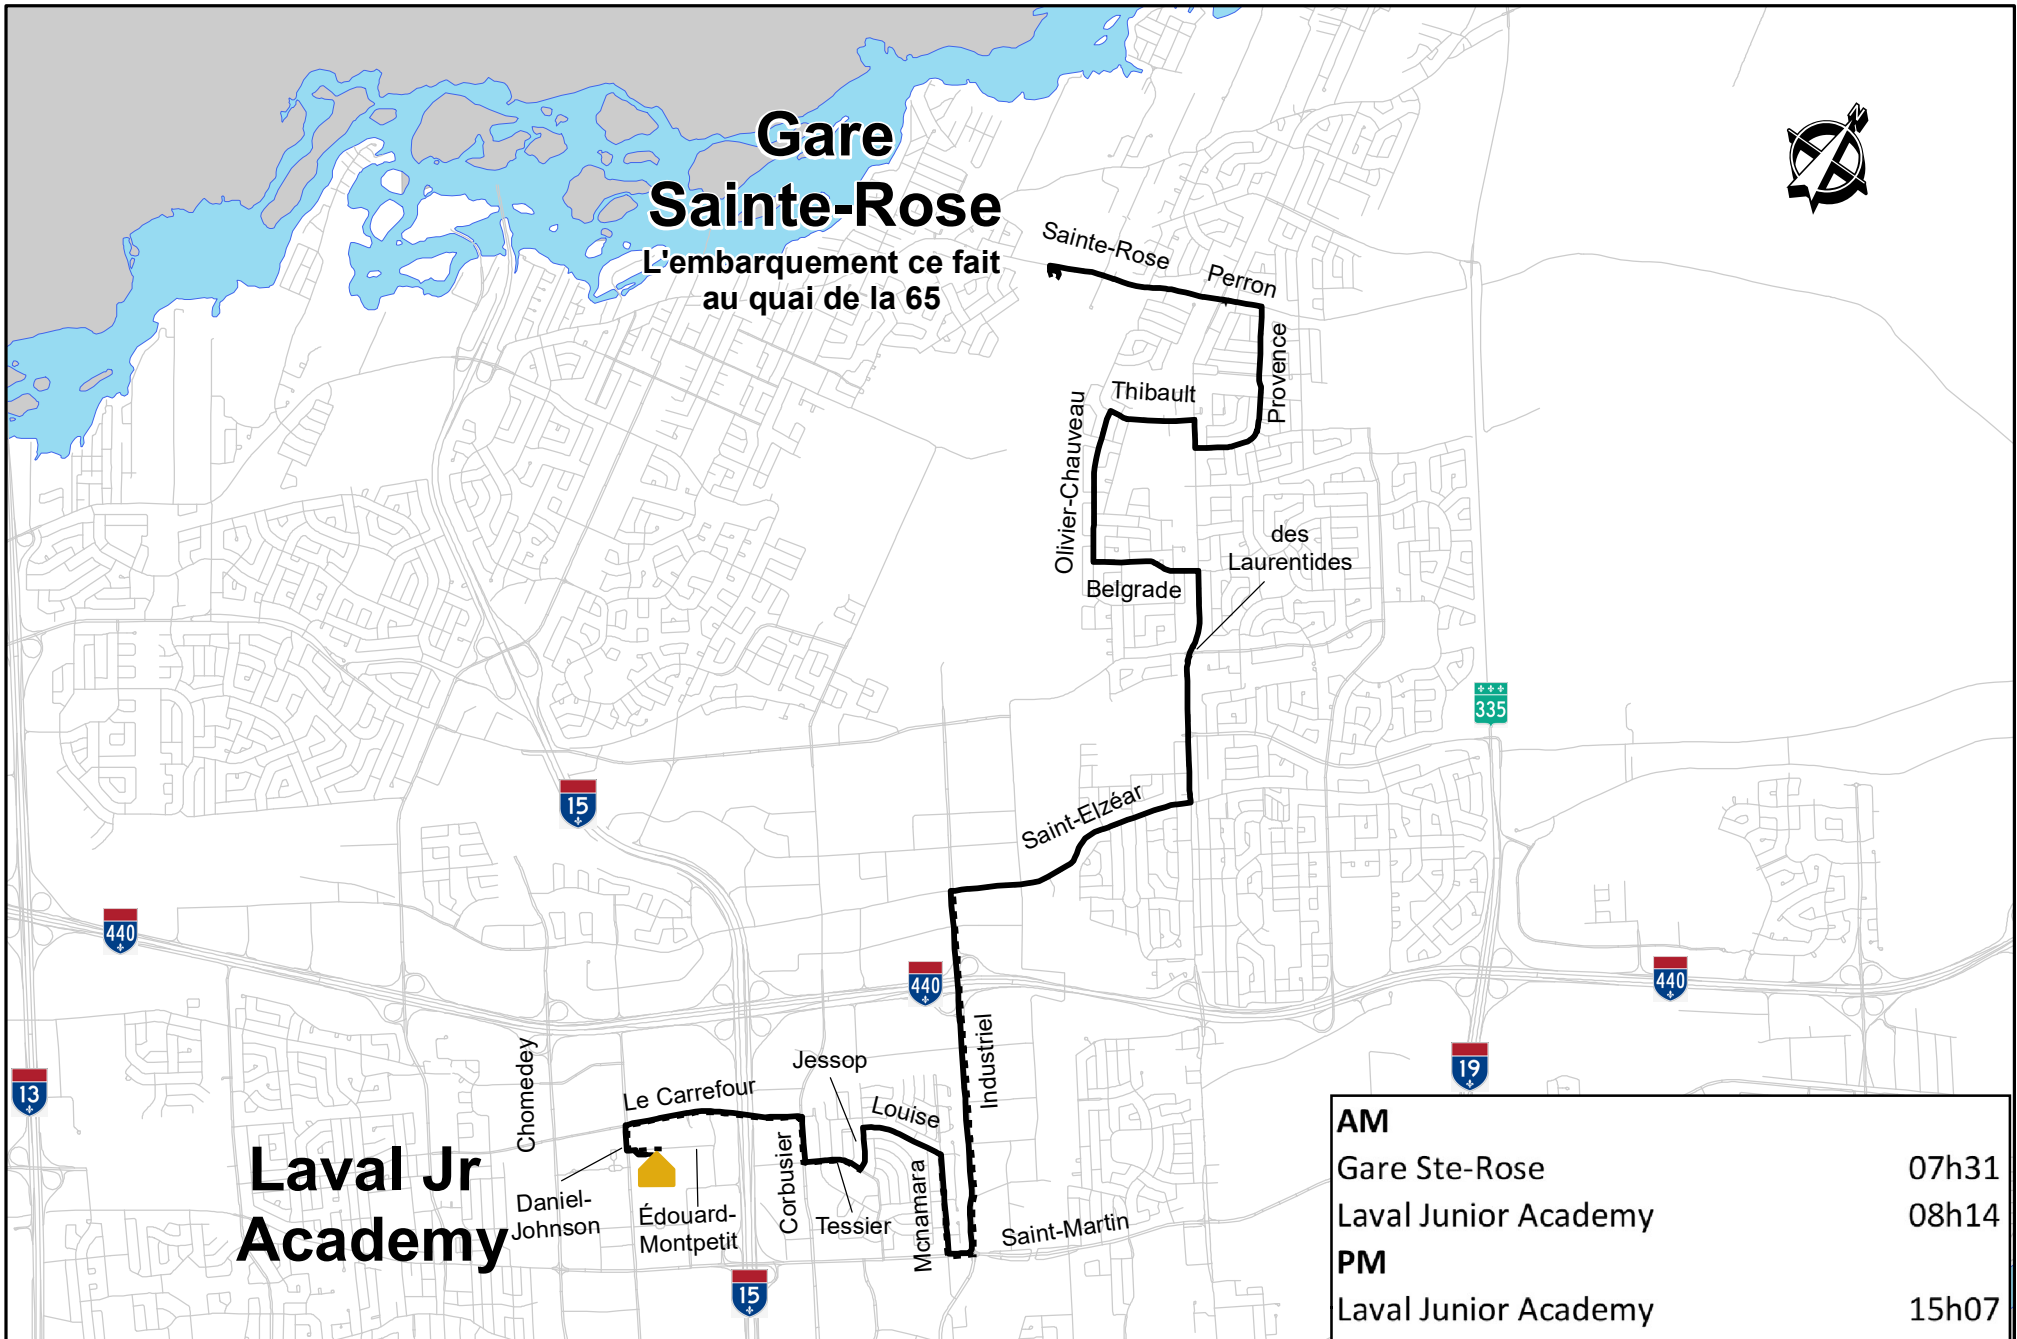 Gare
Sainte-Rose
L'embarquement ce fait
au quai de la 65
N
Sainte-Rose
Perron
Provence
Thibault
Olivier-Chauveau
des
Laurentides
Belgrade
335
Saint-Elzéar
15
440
440
440
Industriel
13
19
Chomedey
Le Carrefour
Jessop
Louise
Laval Jr
Academy
Daniel-
Johnson
Édouard-
Montpetit
Corbusier
Tessier
Mcnamara
Saint-Martin
15
AM
Gare Ste-Rose 07h31
Laval Junior Academy 08h14
PM
Laval Junior Academy 15h07